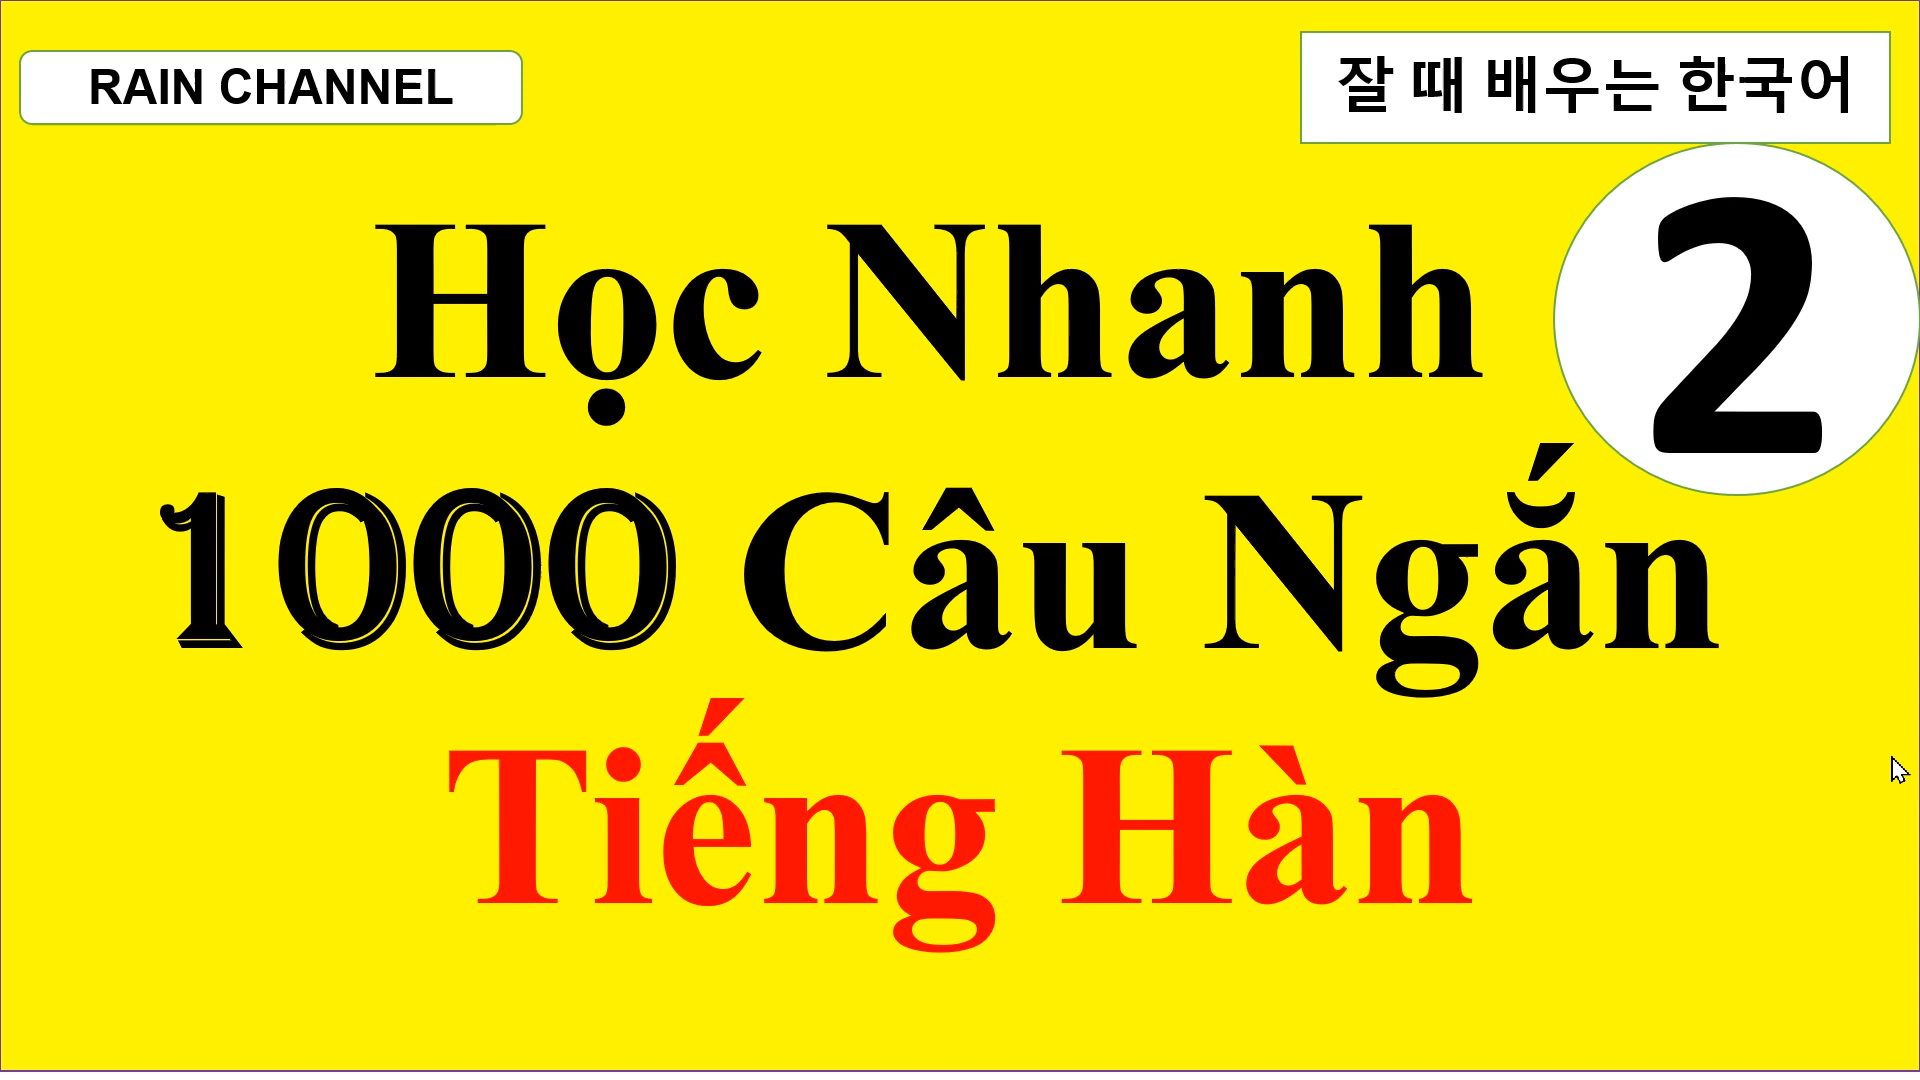 RAIN CHANNEL
잘 때 배우는 한국어
2
Học Nhanh
1000 Câu Ngắn
Tiếng Hàn